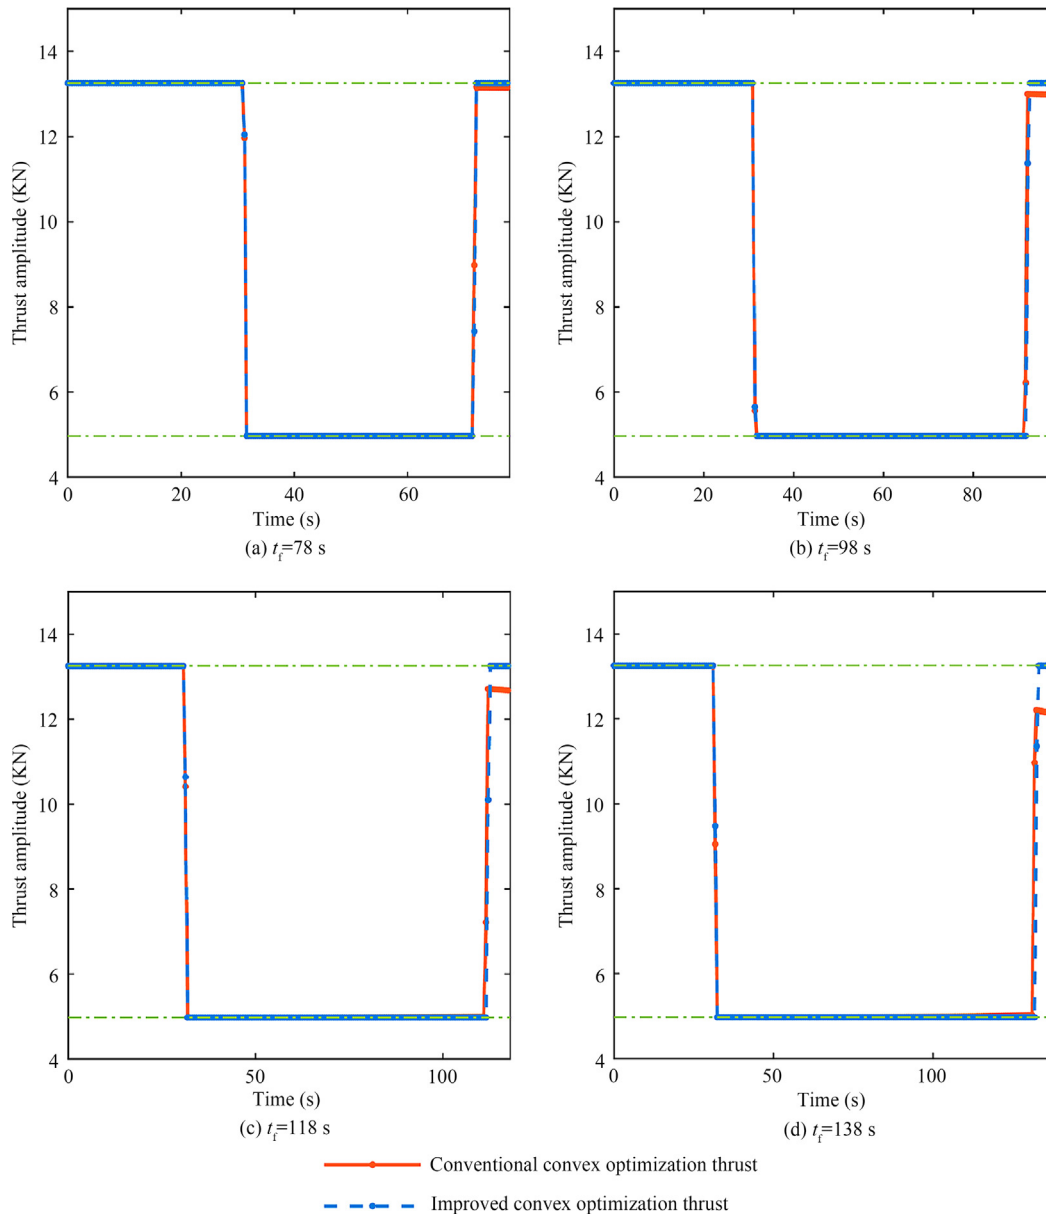 14
12
10
8
6
4
Thrust amplitude (KN)
0
20
40
60
Time (s)
(a) tf=78 s
14
12
10
8
6
4
Thrust amplitude (KN)
0
20
40
60
80
Time (s)
(b) tf=98 s
14
12
10
8
6
4
Thrust amplitude (KN)
0
50
100
Time (s)
(c) tf=118 s
14
12
10
8
6
4
Thrust amplitude (KN)
0
50
100
Time (s)
(d) tf=138 s
Conventional convex optimization thrust
Improved convex optimization thrust